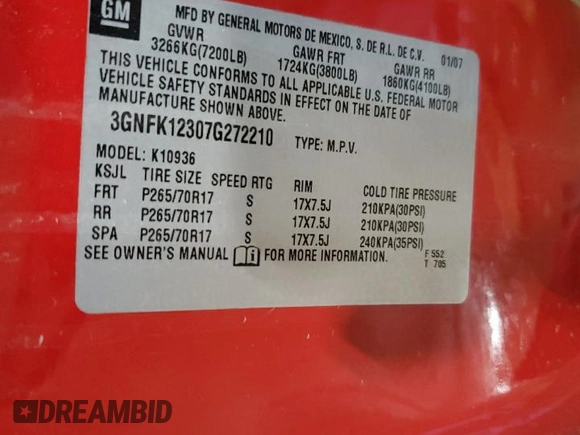 GM
MFD BY GENERAL MOTORS DE MEXICO, S. DE R.L. DE C.V. 01/07
GVWR GAWR FRT GAWR RR
3266KG(7200LB) 1724KG(3800LB) 1860KG(4100LB)
THIS VEHICLE CONFORMS TO ALL APPLICABLE U.S. FEDERAL MOTOR
VEHICLE SAFETY STANDARDS IN EFFECT ON THE DATE OF
MANUFACTURE SHOWN ABOVE.
3GNFK12307G272210 TYPE: M.P.V.
MODEL: K10936
KSJL TIRE SIZE SPEED RTG RIM COLD TIRE PRESSURE
FRT P265/70R17 S 17X7.5J 210KPA(30PSI)
RR P265/70R17 S 17X7.5J 210KPA(30PSI)
SPA P265/70R17 S 17X7.5J 240KPA(35PSI)
SEE OWNER'S MANUAL FOR MORE INFORMATION.
F 552
T 705
DREAMBID